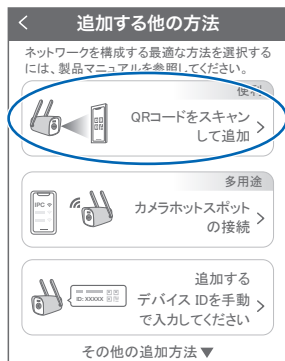 < 追加する他の方法
ネットワークを構成する最適な方法を選択する
には、製品マニュアルを参照してください。
便利
QRコードをスキャン
して追加 >
多用途
IPC
カメラホットスポット
の接続 >
ID: XXXXX
追加する
デバイス IDを手動
で入力してください >
その他の追加方法▼